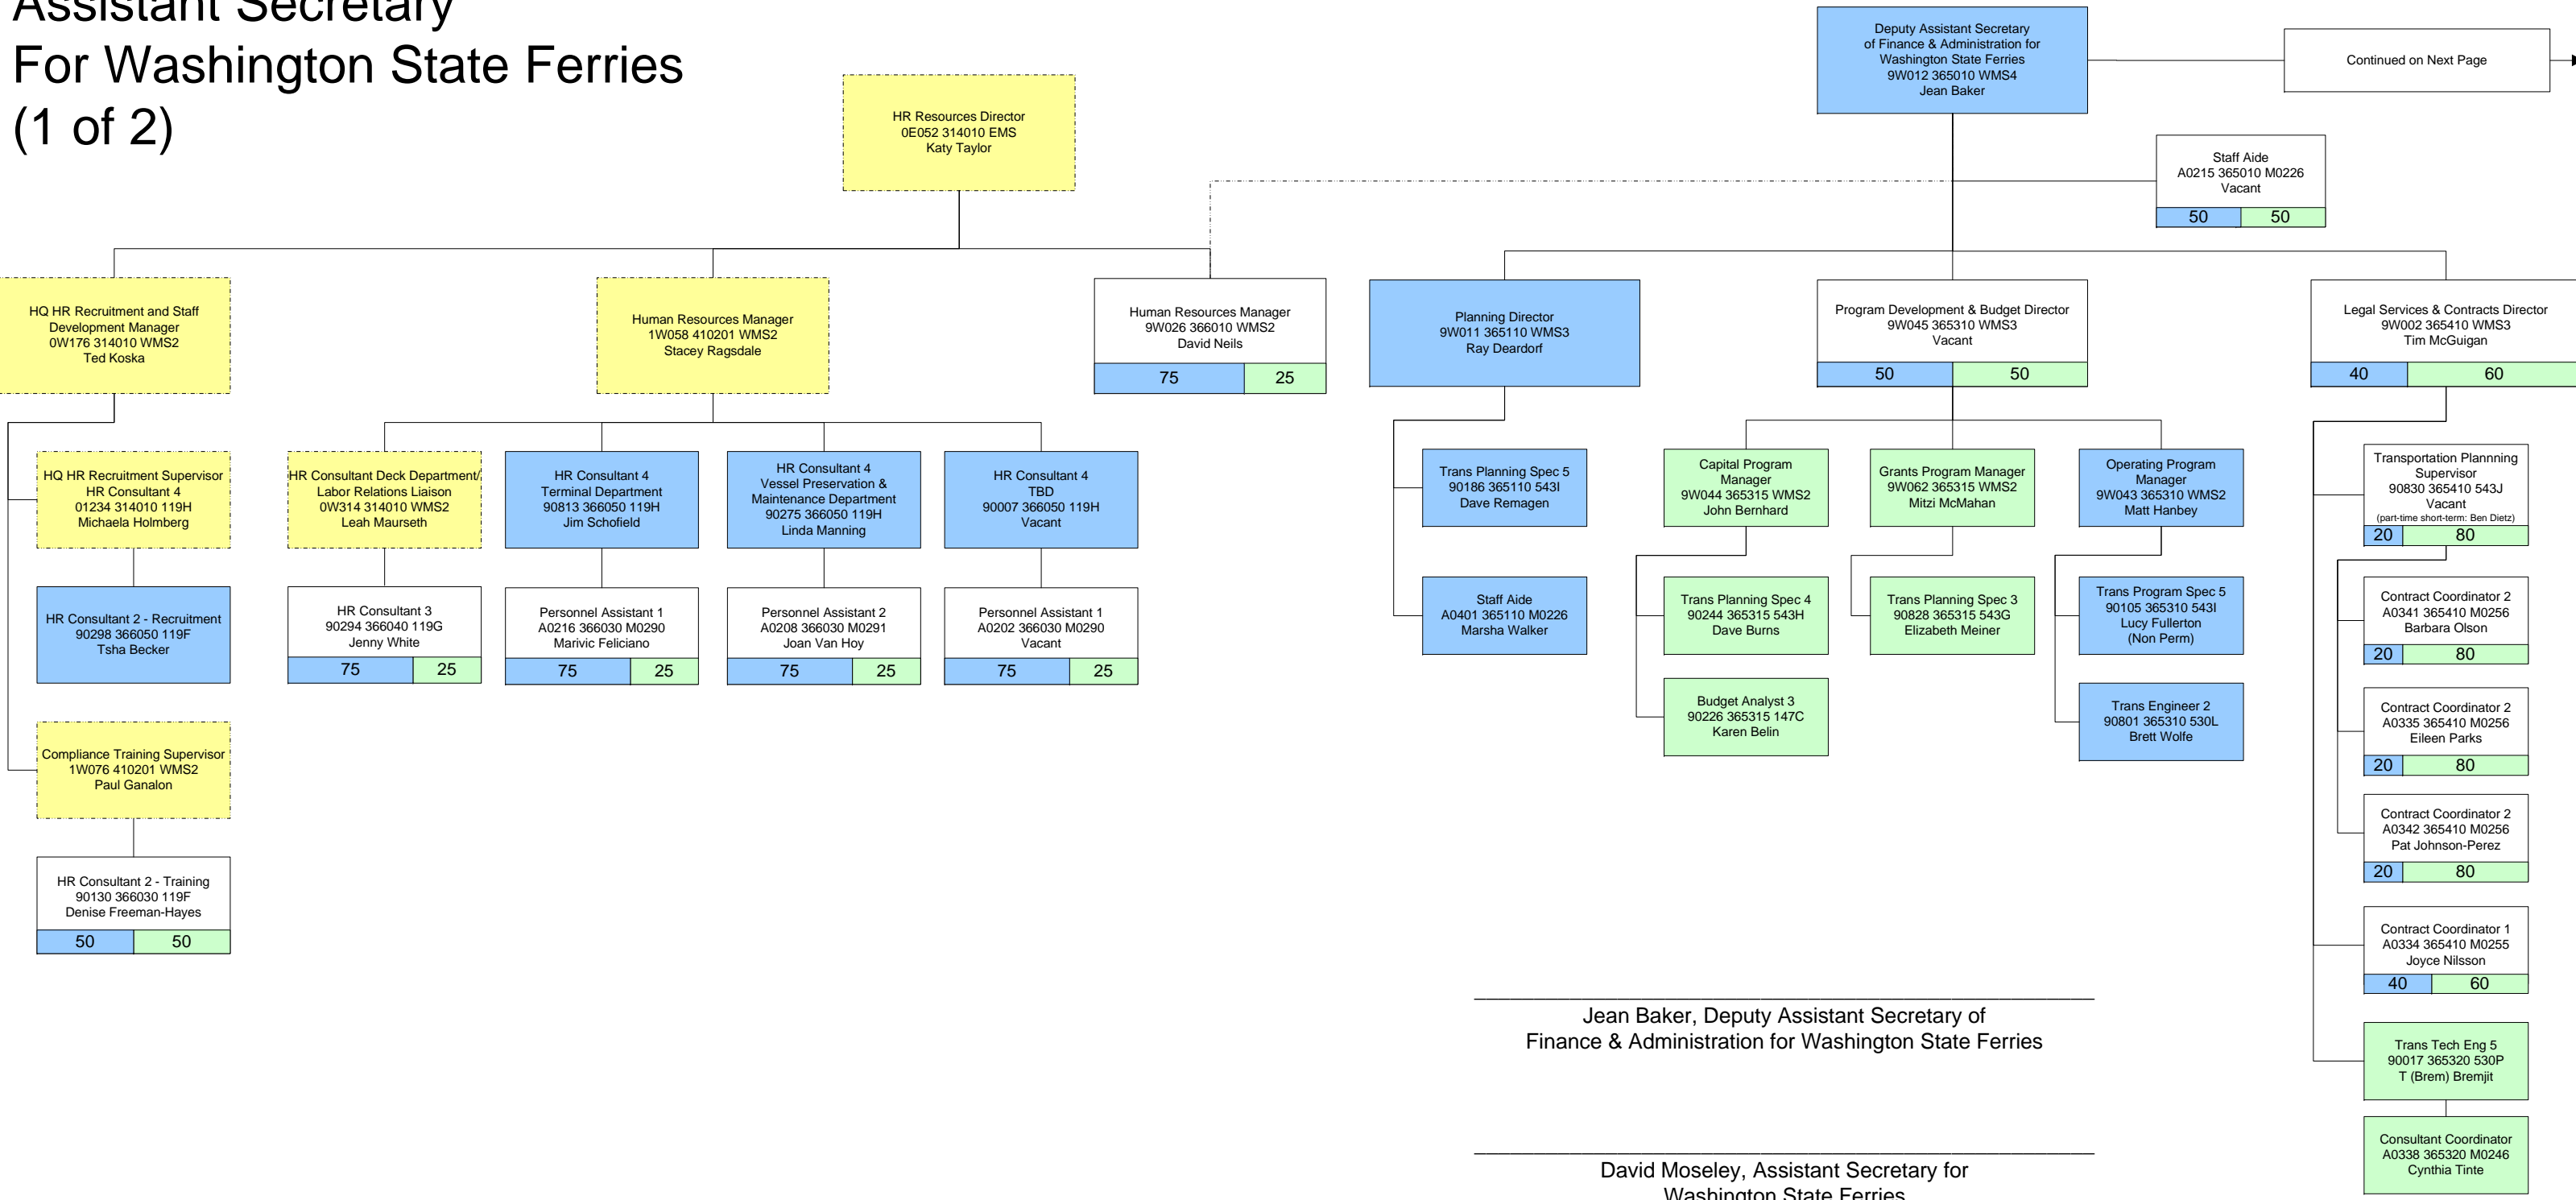 Assistant Secretary
For Washington State Ferries
(1 of 2)
Deputy Assistant Secretary
of Finance & Administration for
Washington State Ferries
9W012 365010 WMS4
Jean Baker
Continued on Next Page
HR Resources Director
0E052 314010 EMS
Katy Taylor
Staff Aide
A0215 365010 M0226
Vacant
50 50
HQ HR Recruitment and Staff
Development Manager
0W176 314010 WMS2
Ted Koska
Human Resources Manager
1W058 410201 WMS2
Stacey Ragsdale
Human Resources Manager
9W026 366010 WMS2
David Neils
75 25
Planning Director
9W011 365110 WMS3
Ray Deardorf
Program Development & Budget Director
9W045 365310 WMS3
Vacant
50 50
Legal Services & Contracts Director
9W002 365410 WMS3
Tim McGuigan
40 60
HQ HR Recruitment Supervisor
HR Consultant 4
01234 314010 119H
Michaela Holmberg
HR Consultant Deck Department/
Labor Relations Liaison
0W314 314010 WMS2
Leah Maurseth
HR Consultant 4
Terminal Department
90813 366050 119H
Jim Schofield
HR Consultant 4
Vessel Preservation &
Maintenance Department
90275 366050 119H
Linda Manning
HR Consultant 4
TBD
90007 366050 119H
Vacant
Trans Planning Spec 5
90186 365110 543I
Dave Remagen
Capital Program
Manager
9W044 365315 WMS2
John Bernhard
Grants Program Manager
9W062 365315 WMS2
Mitzi McMahan
Operating Program
Manager
9W043 365310 WMS2
Matt Hanbey
Transportation Plannning
Supervisor
90830 365410 543J
Vacant
(part-time short-term: Ben Dietz)
20 80
HR Consultant 2 - Recruitment
90298 366050 119F
Tsha Becker
HR Consultant 3
90294 366040 119G
Jenny White
75 25
Personnel Assistant 1
A0216 366030 M0290
Marivic Feliciano
75 25
Personnel Assistant 2
A0208 366030 M0291
Joan Van Hoy
75 25
Personnel Assistant 1
A0202 366030 M0290
Vacant
75 25
Staff Aide
A0401 365110 M0226
Marsha Walker
Trans Planning Spec 4
90244 365315 543H
Dave Burns
Trans Planning Spec 3
90828 365315 543G
Elizabeth Meiner
Trans Program Spec 5
90105 365310 543I
Lucy Fullerton
(Non Perm)
Contract Coordinator 2
A0341 365410 M0256
Barbara Olson
20 80
Budget Analyst 3
90226 365315 147C
Karen Belin
Trans Engineer 2
90801 365310 530L
Brett Wolfe
Contract Coordinator 2
A0335 365410 M0256
Eileen Parks
20 80
Compliance Training Supervisor
1W076 410201 WMS2
Paul Ganalon
Contract Coordinator 2
A0342 365410 M0256
Pat Johnson-Perez
20 80
HR Consultant 2 - Training
90130 366030 119F
Denise Freeman-Hayes
50 50
Contract Coordinator 1
A0334 365410 M0255
Joyce Nilsson
40 60
Jean Baker, Deputy Assistant Secretary of
Finance & Administration for Washington State Ferries
Trans Tech Eng 5
90017 365320 530P
T (Brem) Bremjit
Consultant Coordinator
A0338 365320 M0246
Cynthia Tinte
David Moseley, Assistant Secretary for
Washington State Ferries